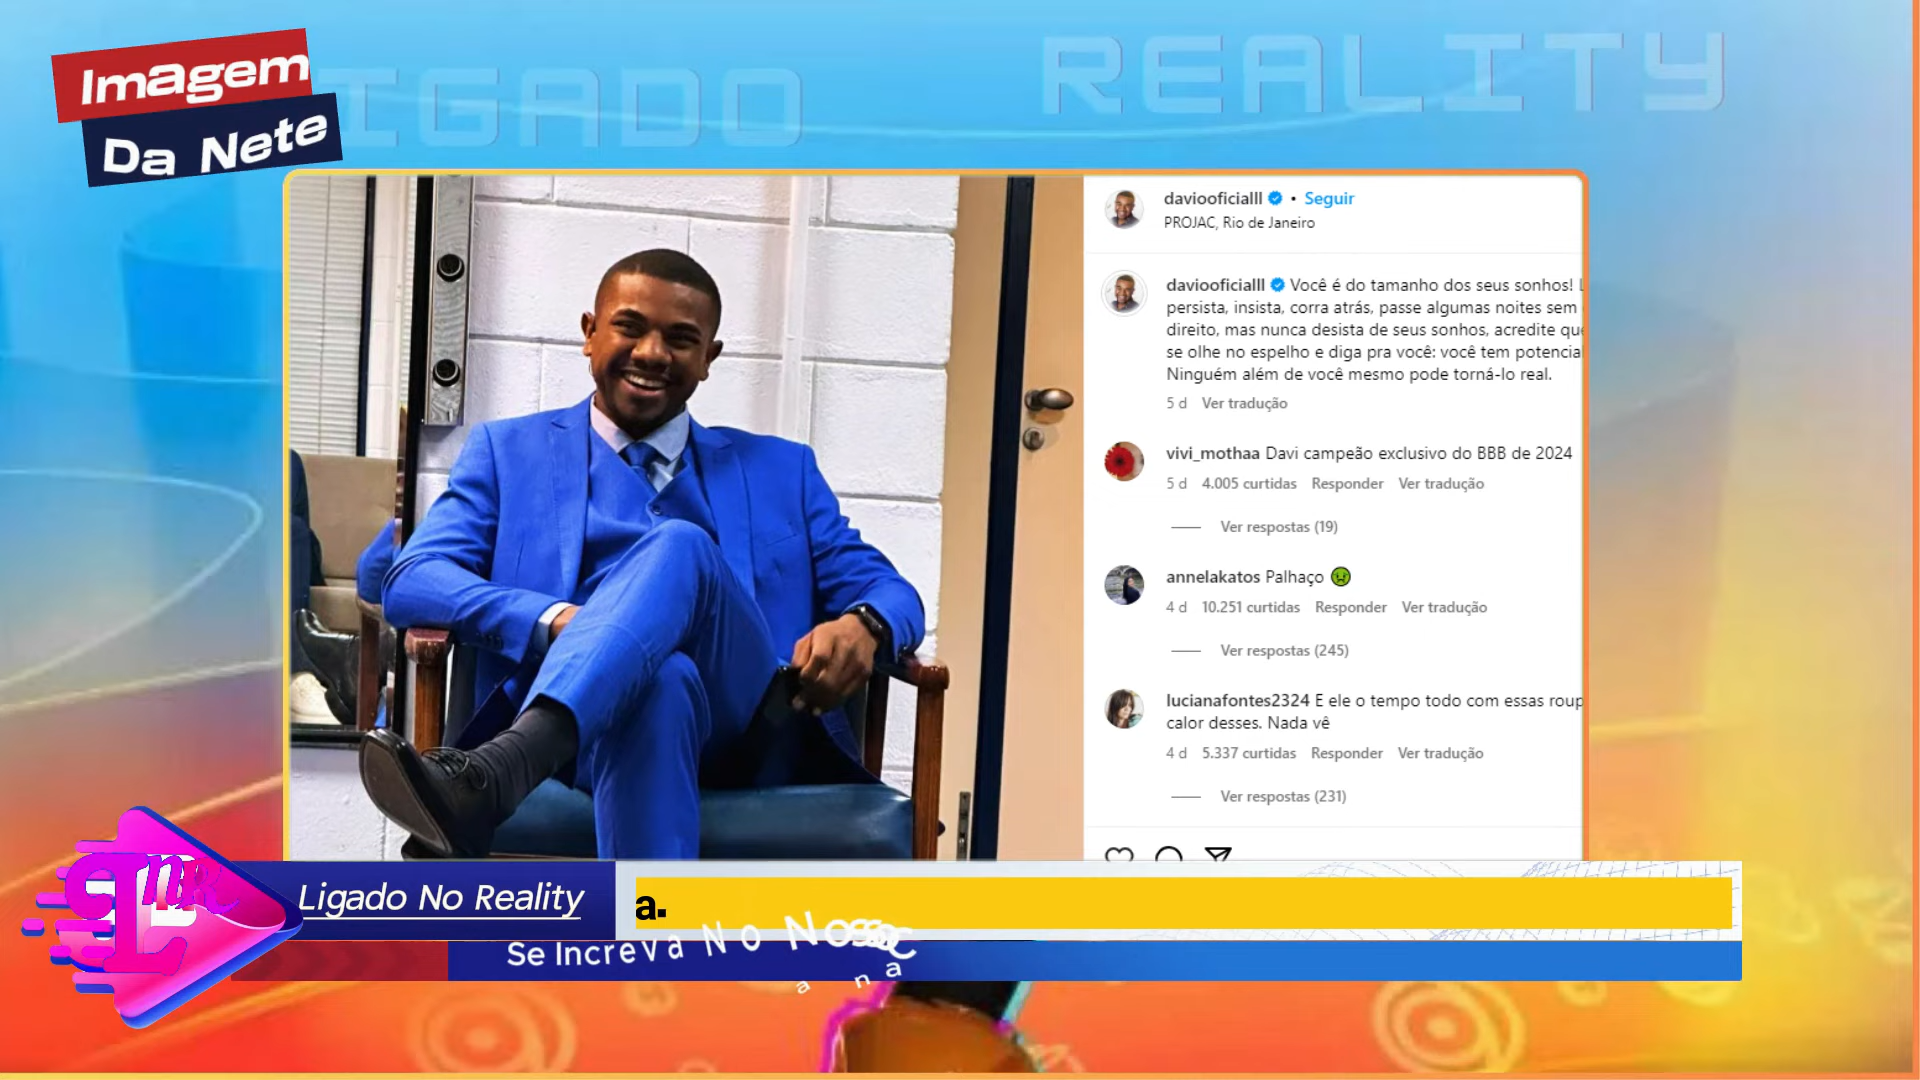 Imagem
Da Nete
IGADO
REALITY
daviooficialll • Seguir
PROJAC, Rio de Janeiro
daviooficialll Você é do tamanho dos seus sonhos!
persista, insista, corra atrás, passe algumas noites sem
direito, mas nunca desista de seus sonhos, acredite que
se olhe no espelho e diga pra você: você tem potencial
Ninguém além de você mesmo pode torná-lo real.
5 d Ver tradução
vivi_mothaa Davi campeão exclusivo do BBB de 2024
5 d 4.005 curtidas Responder Ver tradução
Ver respostas (19)
annelakatos Palhaço 🤢
4 d 10.251 curtidas Responder Ver tradução
Ver respostas (245)
lucianafontes2324 E ele o tempo todo com essas roup
calor desses. Nada vê
4 d 5.337 curtidas Responder Ver tradução
Ver respostas (231)
LNR
Ligado No Reality
a.
Se Increva No